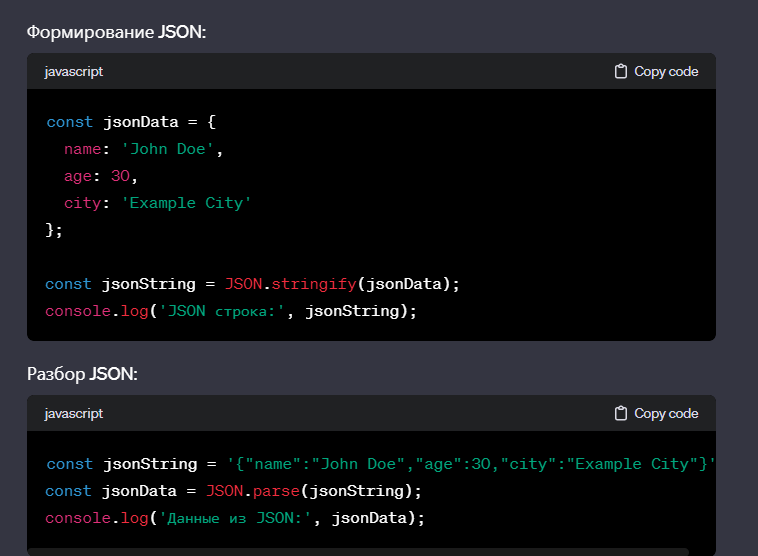 Формирование JSON:
javascript
Copy code
const jsonData = {
  name: 'John Doe',
  age: 30,
  city: 'Example City'
};
const jsonString = JSON.stringify(jsonData);
console.log('JSON строка:', jsonString);
Разбор JSON:
javascript
Copy code
const jsonString = '{"name":"John Doe","age":30,"city":"Example City"}'
const jsonData = JSON.parse(jsonString);
console.log('Данные из JSON:', jsonData);